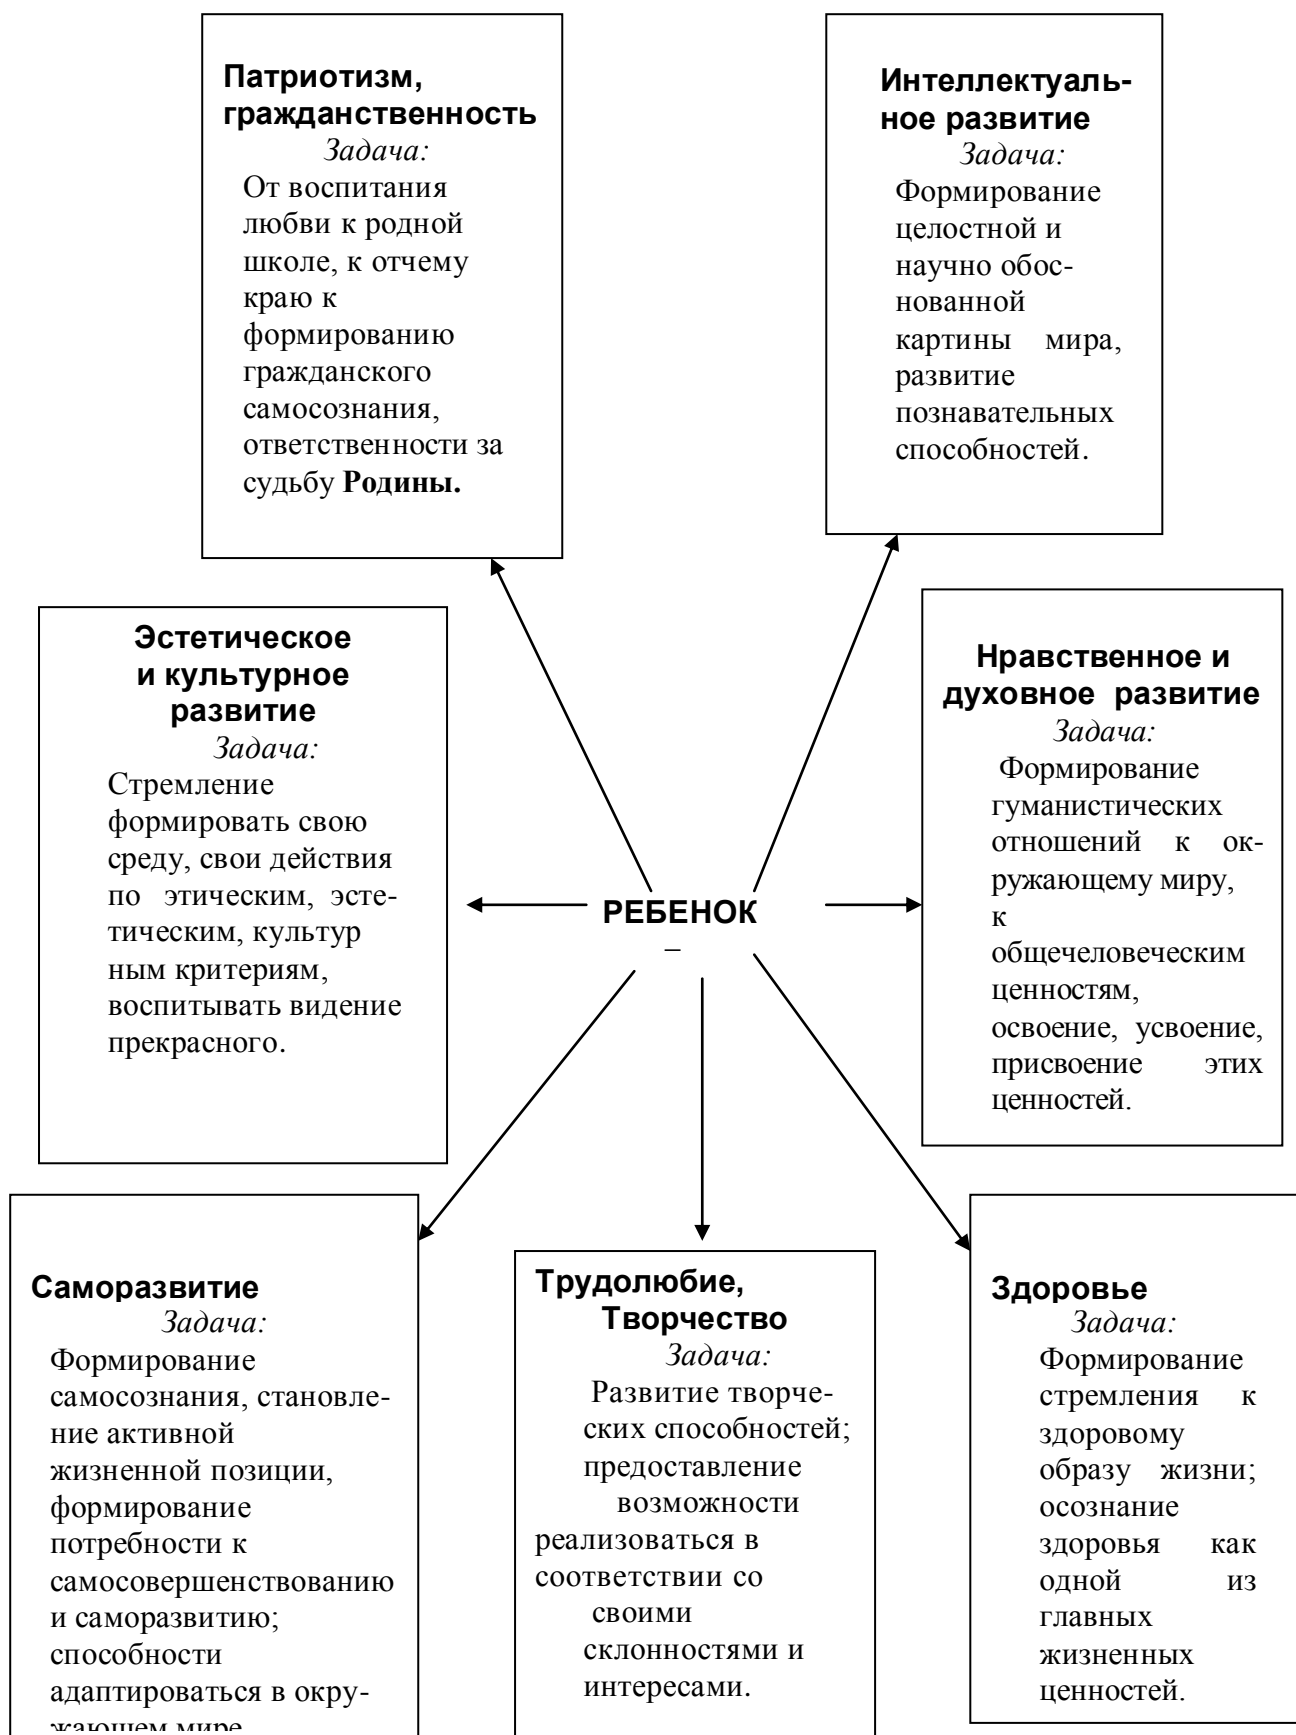 Патриотизм,
гражданственность
Задача:
От воспитания
любви к родной
школе, к отчему
краю к
формированию
гражданского
самосознания,
ответственности за
судьбу Родины.
Интеллектуаль-
ное развитие
Задача:
Формирование
целостной и
научно обос-
нованной
картины мира,
развитие
познавательных
способностей.
Эстетическое
и культурное
развитие
Задача:
Стремление
формировать свою
среду, свои действия
по этическим, эсте-
тическим, культур
ным критериям,
воспитывать видение
прекрасного.
Нравственное и
духовное развитие
Задача:
Формирование
гуманистических
отношений к ок-
ружающему миру,
к
общечеловеческим
ценностям,
освоение, усвоение,
присвоение этих
ценностей.
РЕБЕНОК
–
Саморазвитие
Задача:
Формирование
самосознания, становле-
ние активной
жизненной позиции,
формирование
потребности к
самосовершенствованию
и саморазвитию;
способности
адаптироваться в окру-
жающем мире
Трудолюбие,
Творчество
Задача:
Развитие творче-
ских способностей;
предоставление
возможности
реализоваться в
соответствии со
своими
склонностями и
интересами.
Здоровье
Задача:
Формирование
стремления к
здоровому
образу жизни;
осознание
здоровья как
одной из
главных
жизненных
ценностей.